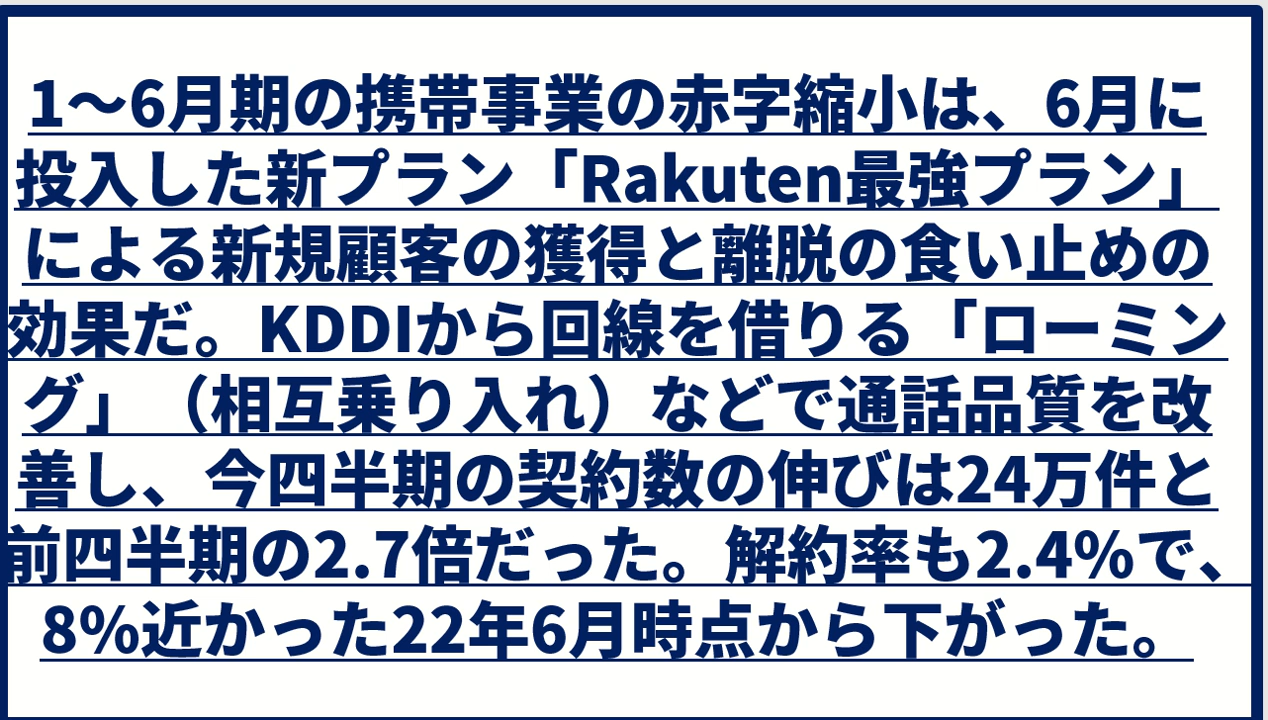 1〜6月期の携帯事業の赤字縮小は、6月に
投入した新プラン「Rakuten最強プラン」
による新規顧客の獲得と離脱の食い止めの
効果だ。KDDIから回線を借りる「ローミン
グ」（相互乗り入れ）などで通話品質を改
善し、今四半期の契約数の伸びは24万件と
前四半期の2.7倍だった。解約率も2.4%で、
8%近かった22年6月時点から下がった。